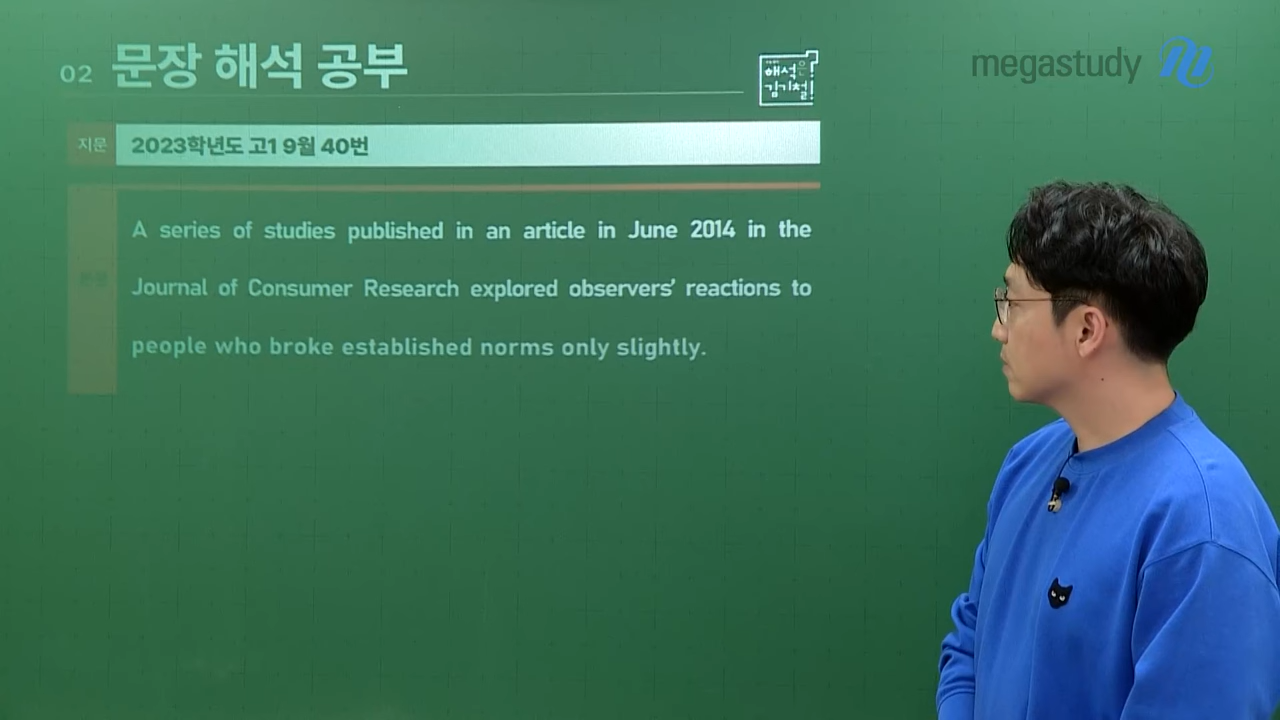 02 문장 해석 공부
해석은?
김기철!
megastudy
지문 2023학년도 고1 9월 40번
A series of studies published in an article in June 2014 in the
Journal of Consumer Research explored observers' reactions to
people who broke established norms only slightly.